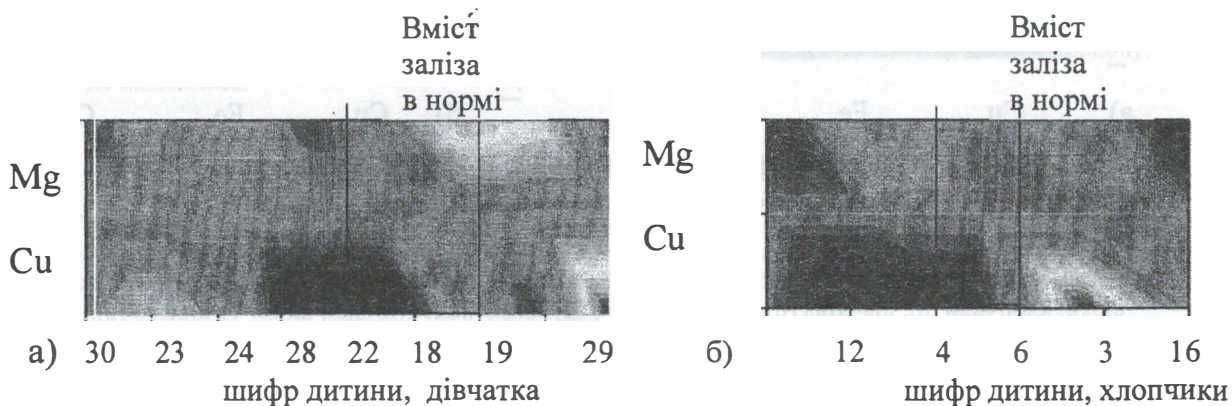 Вміст
заліза
в нормі
Mg
Cu
а) 30 23 24 28 22 18 19 29
шифр дитини, дівчатка
Вміст
заліза
в нормі
Mg
Cu
б) 12 4 6 3 16
шифр дитини, хлопчики